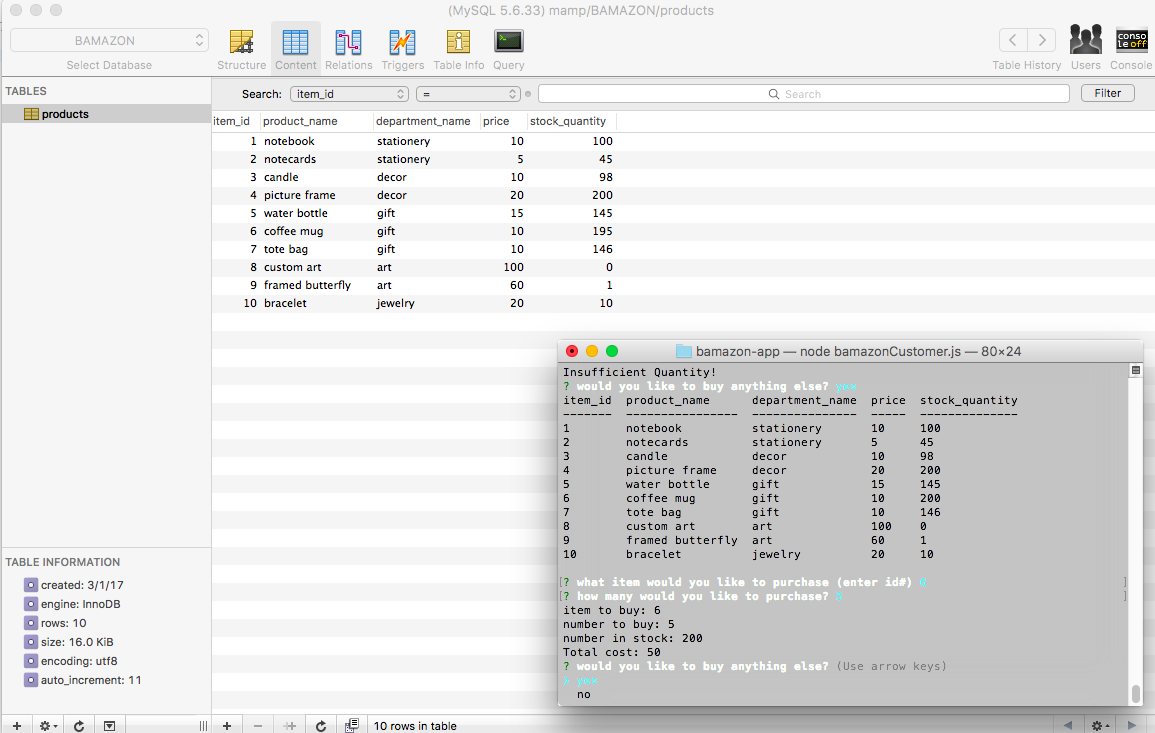 (MySQL 5.6.33) mamp/BAMAZON/products
BAMAZON
Select Database
Structure
Content
Relations
Triggers
Table Info
Query
Table History
Users
conso
le off
Console
TABLES
products
Search:
item_id
=
Search
Filter
item_id product_name department_name price stock_quantity
1 notebook stationery 10 100
2 notecards stationery 5 45
3 candle decor 10 98
4 picture frame decor 20 200
5 water bottle gift 15 145
6 coffee mug gift 10 195
7 tote bag gift 10 146
8 custom art art 100 0
9 framed butterfly art 60 1
10 bracelet jewelry 20 10
bamazon-app — node bamazonCustomer.js — 80×24
Insufficient Quantity!
? would you like to buy anything else? yes
item_id product_name department_name price stock_quantity
------- ---------------- --------------- ----- --------------
1 notebook stationery 10 100
2 notecards stationery 5 45
3 candle decor 10 98
4 picture frame decor 20 200
5 water bottle gift 15 145
6 coffee mug gift 10 200
7 tote bag gift 10 146
8 custom art art 100 0
9 framed butterfly art 60 1
10 bracelet jewelry 20 10
[? what item would you like to purchase (enter id#) 6 ]
[? how many would you like to purchase? 5 ]
item to buy: 6
number to buy: 5
number in stock: 200
Total cost: 50
? would you like to buy anything else? (Use arrow keys)
❯ yes
no
TABLE INFORMATION
created: 3/1/17
engine: InnoDB
rows: 10
size: 16.0 KiB
encoding: utf8
auto_increment: 11
10 rows in table